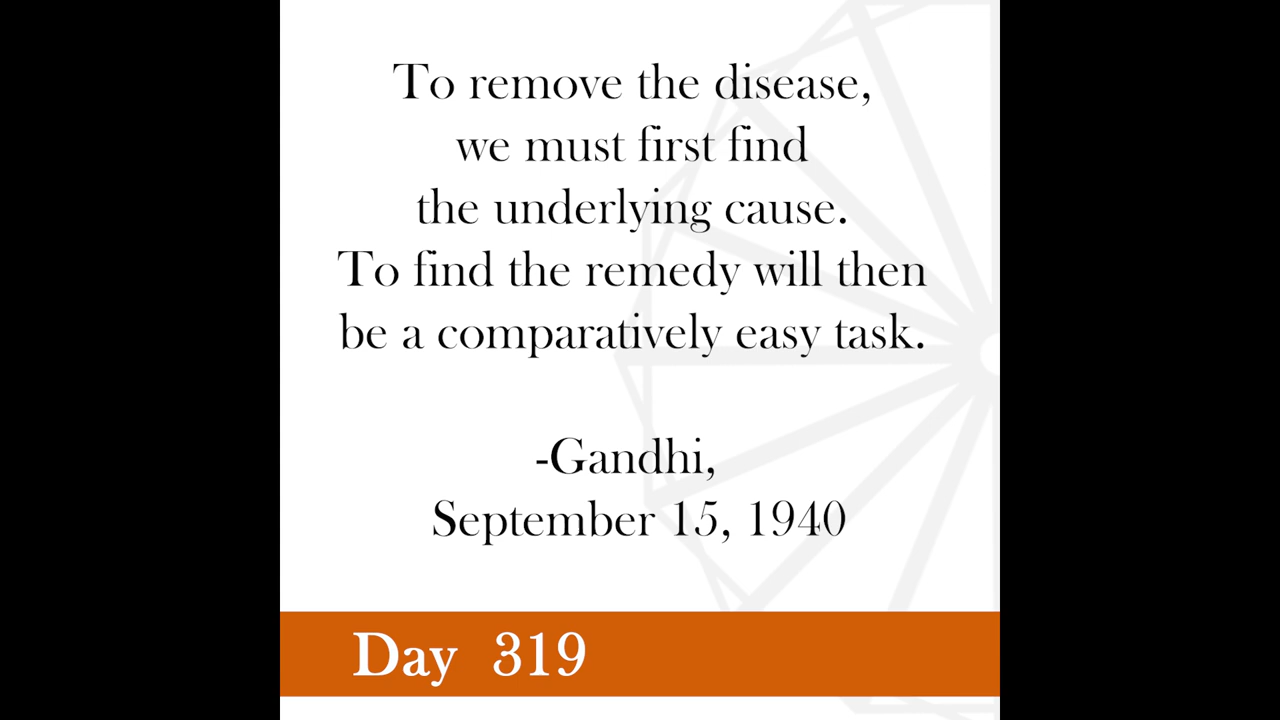 To remove the disease,
we must first find
the underlying cause.
To find the remedy will then
be a comparatively easy task.
-Gandhi,
September 15, 1940
Day 319